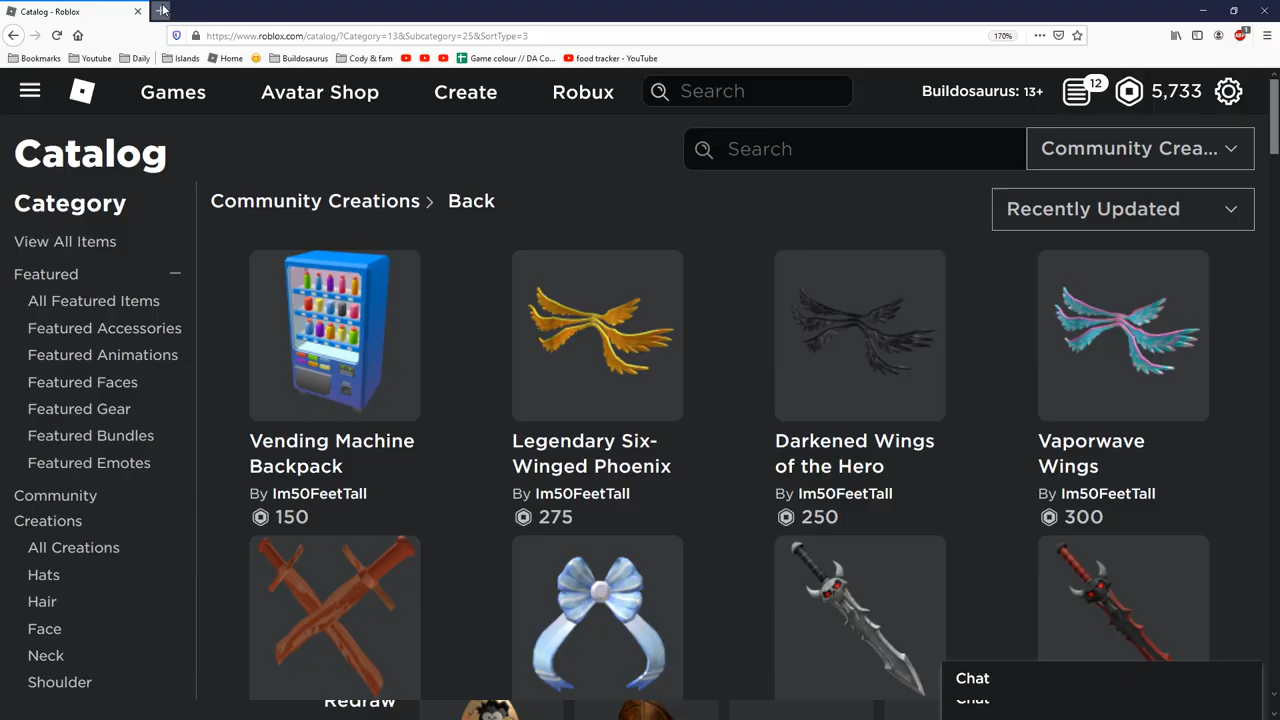 Catalog - Roblox
https://www.roblox.com/catalog/?Category=13&Subcategory=25&SortType=3
170%
Bookmarks
Youtube
Daily
Islands
Home
Buildosaurus
Cody & fam
Game colour // DA Co...
food tracker - YouTube
Games
Avatar Shop
Create
Robux
Search
Buildosaurus: 13+
12
5,733
Catalog
Search
Community Crea...
Category
Community Creations > Back
Recently Updated
View All Items
Featured
All Featured Items
Featured Accessories
Featured Animations
Featured Faces
Featured Gear
Featured Bundles
Featured Emotes
Community
Creations
All Creations
Hats
Hair
Face
Neck
Shoulder
Vending Machine
Backpack
By Im50FeetTall
150
Legendary Six-
Winged Phoenix
By Im50FeetTall
275
Darkened Wings
of the Hero
By Im50FeetTall
250
Vaporwave
Wings
By Im50FeetTall
300
Chat
Redraw